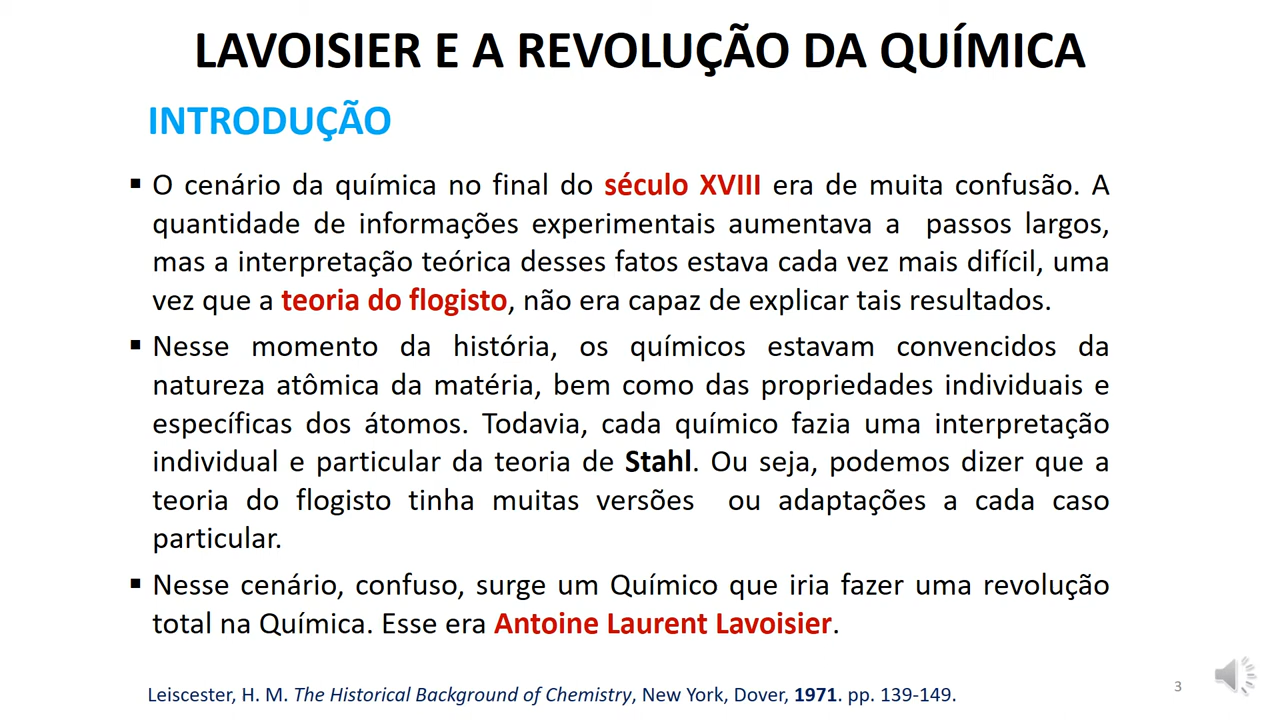 LAVOISIER E A REVOLUÇÃO DA QUÍMICA
INTRODUÇÃO
▪ O cenário da química no final do século XVIII era de muita confusão. A
quantidade de informações experimentais aumentava a passos largos,
mas a interpretação teórica desses fatos estava cada vez mais difícil, uma
vez que a teoria do flogisto, não era capaz de explicar tais resultados.
▪ Nesse momento da história, os químicos estavam convencidos da
natureza atômica da matéria, bem como das propriedades individuais e
específicas dos átomos. Todavia, cada químico fazia uma interpretação
individual e particular da teoria de Stahl. Ou seja, podemos dizer que a
teoria do flogisto tinha muitas versões ou adaptações a cada caso
particular.
▪ Nesse cenário, confuso, surge um Químico que iria fazer uma revolução
total na Química. Esse era Antoine Laurent Lavoisier.
Leiscester, H. M. The Historical Background of Chemistry, New York, Dover, 1971. pp. 139-149.
3